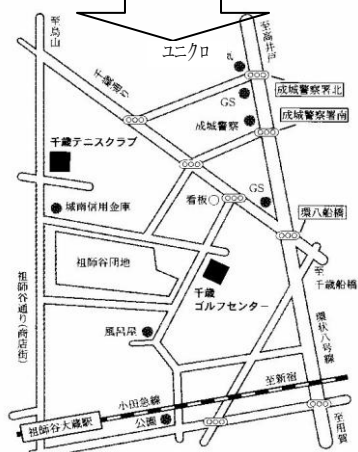 ユニクロ
至烏山
至高井戸
千歳通り
P
成城警察署北
GS
成城警察
成城警察署南
千歳テニスクラブ
城南信用金庫
看板
GS
環八船橋
祖師谷団地
千歳
ゴルフセンター
至
千歳船橋
祖師谷通り(商店街)
環状八号線
風呂屋
小田急線
至新宿
公園
祖師谷大蔵駅
至用賀